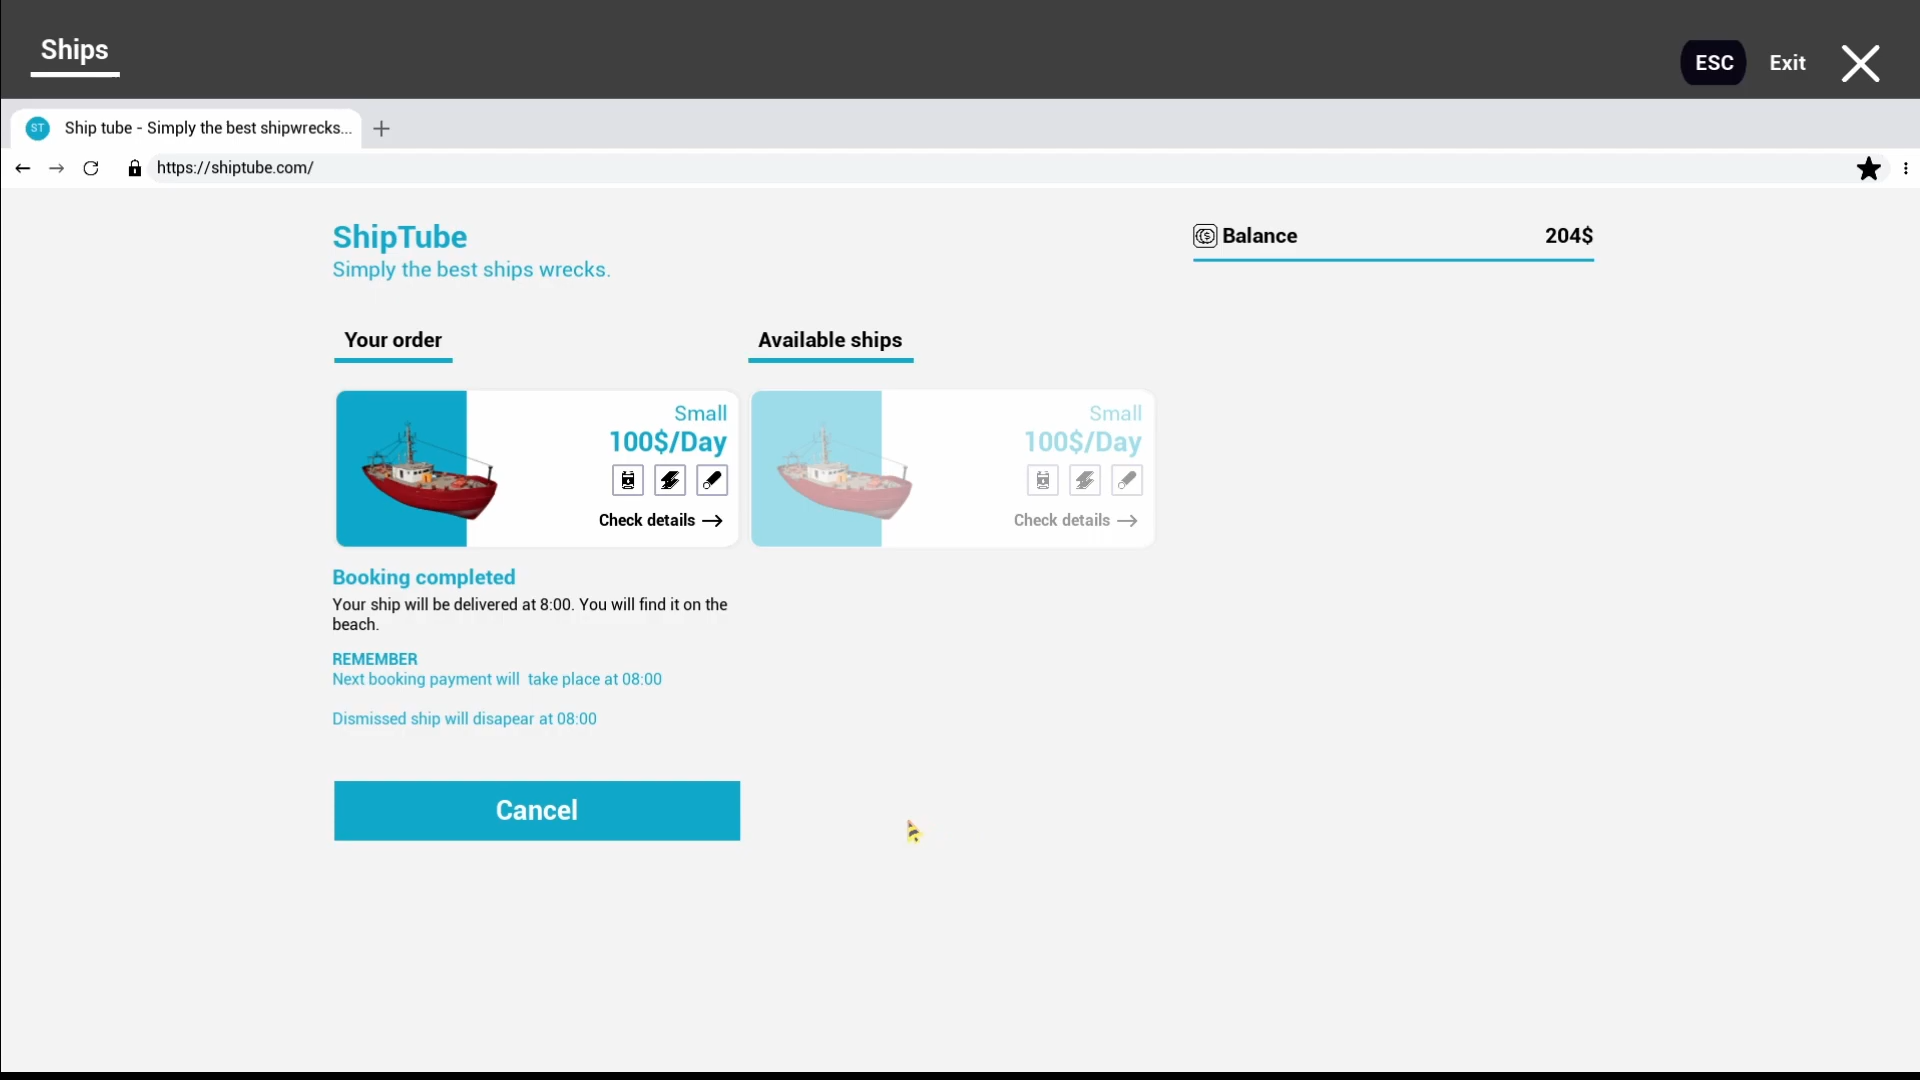 Ships
ESC Exit
ST Ship tube - Simply the best shipwrecks...
https://shiptube.com/
ShipTube
Simply the best ships wrecks.
Balance 204$
Your order
Available ships
Small
100$/Day
Check details
Small
100$/Day
Check details
Booking completed
Your ship will be delivered at 8:00. You will find it on the
beach.
REMEMBER
Next booking payment will take place at 08:00
Dismissed ship will disapear at 08:00
Cancel